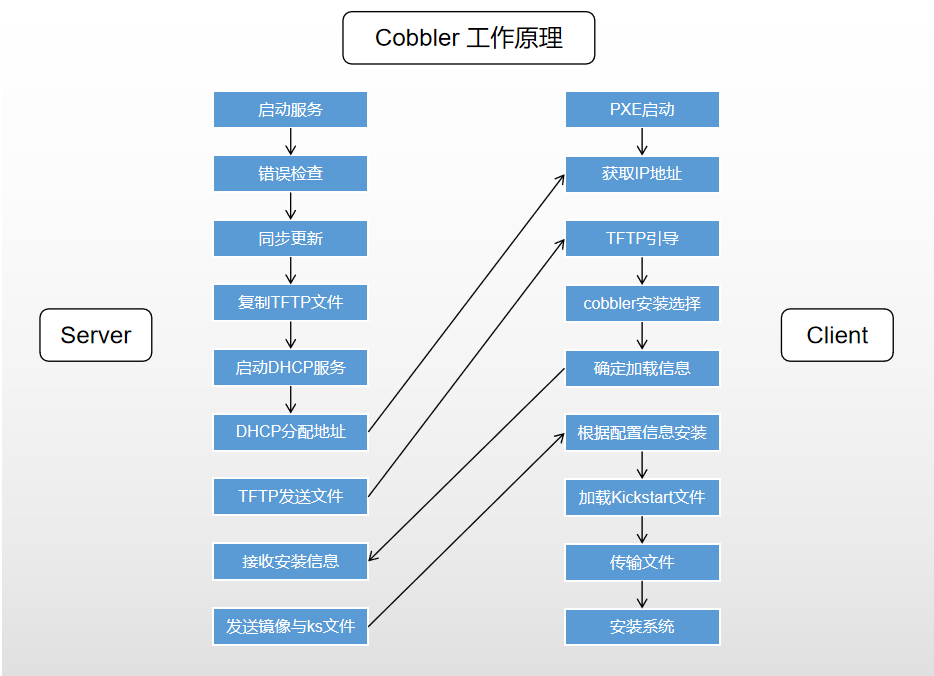 Cobbler 工作原理
Server
启动服务
错误检查
同步更新
复制TFTP文件
启动DHCP服务
DHCP分配地址
TFTP发送文件
接收安装信息
发送镜像与ks文件
PXE启动
获取IP地址
TFTP引导
cobbler安装选择
确定加载信息
根据配置信息安装
加载Kickstart文件
传输文件
安装系统
Client